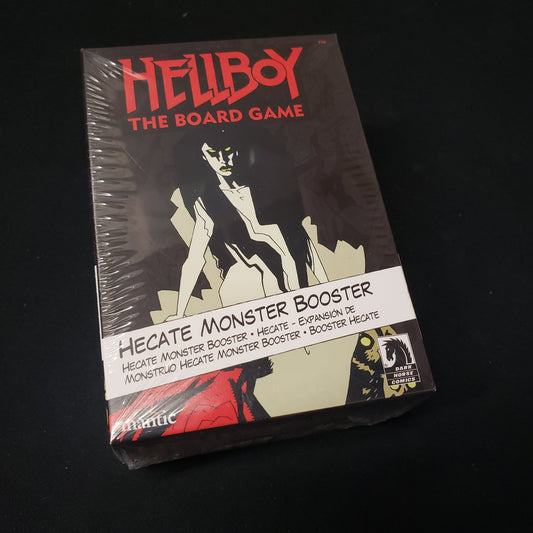 HELLBOY
™
THE BOARD GAME
HECATE MONSTER BOOSTER
HECATE MONSTER BOOSTER • HECATE - EXPANSIÓN DE
MONSTRUO HECATE MONSTER BOOSTER • BOOSTER HECATE
DARK
HORSE
COMICS
mantic